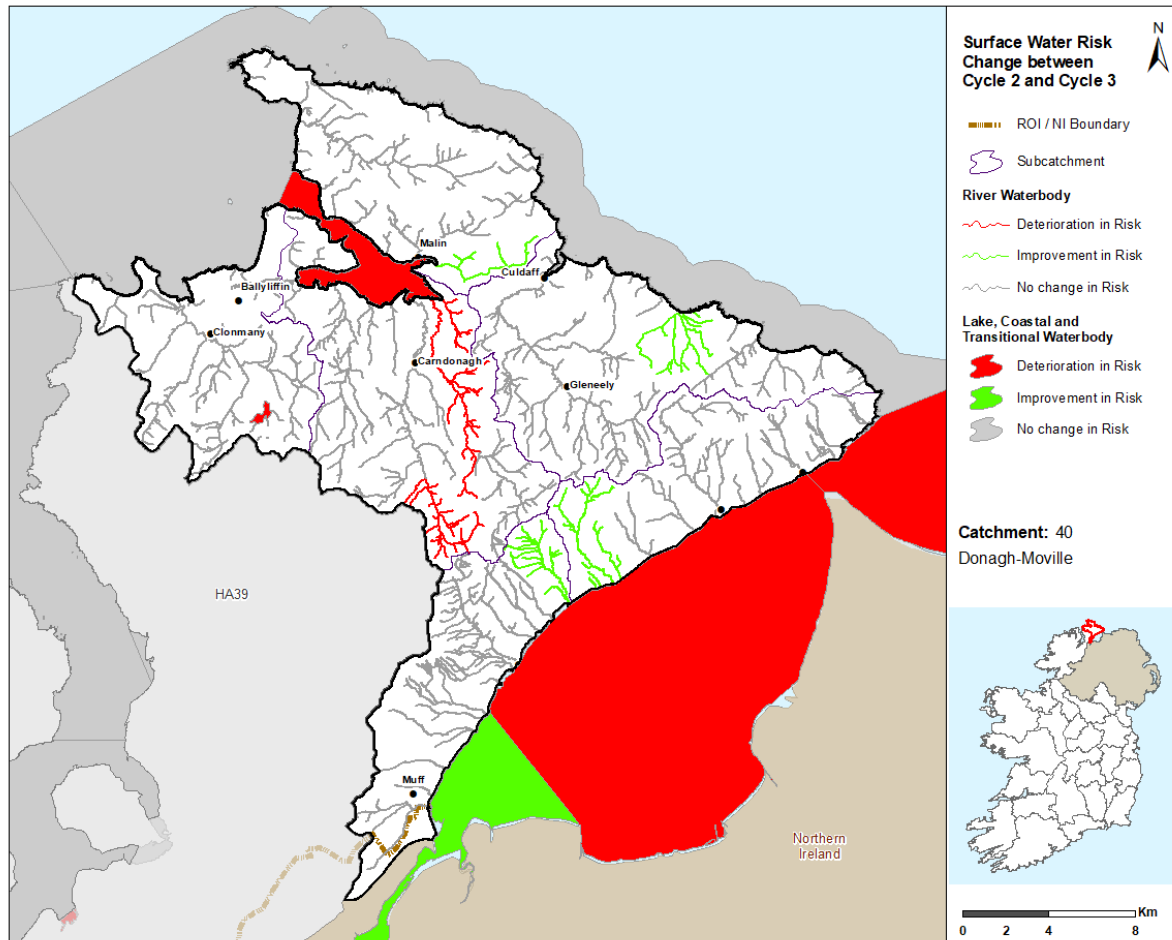 Surface Water Risk
Change between
Cycle 2 and Cycle 3
N
ROI / NI Boundary
Subcatchment
River Waterbody
Deterioration in Risk
Improvement in Risk
No change in Risk
Lake, Coastal and
Transitional Waterbody
Deterioration in Risk
Improvement in Risk
No change in Risk
Catchment: 40
Donagh-Moville
Malin
Culdaff
Ballyliffin
Clonmany
Carndonagh
Gleneely
HA39
Muff
Northern
Ireland
Km
0 2 4 8